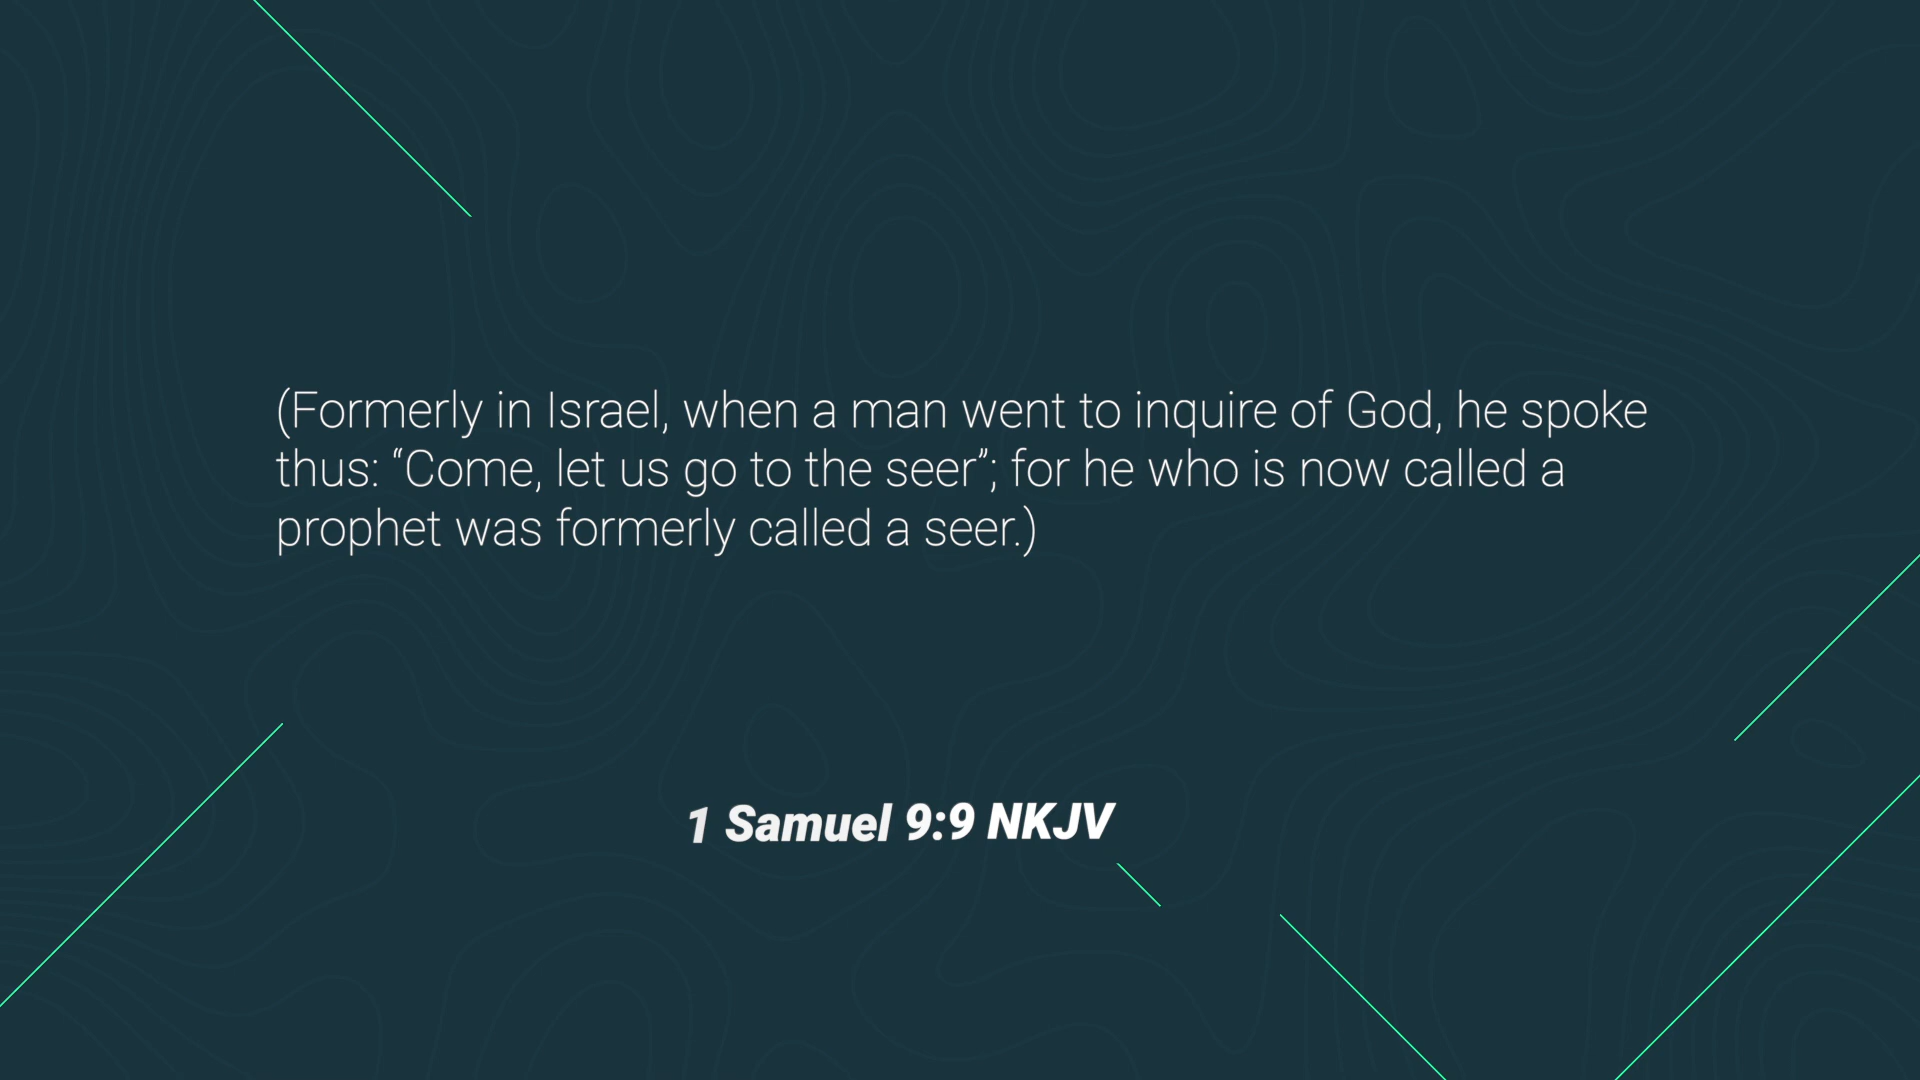 (Formerly in Israel, when a man went to inquire of God, he spoke
thus: “Come, let us go to the seer”; for he who is now called a
prophet was formerly called a seer.)
1 Samuel 9:9 NKJV